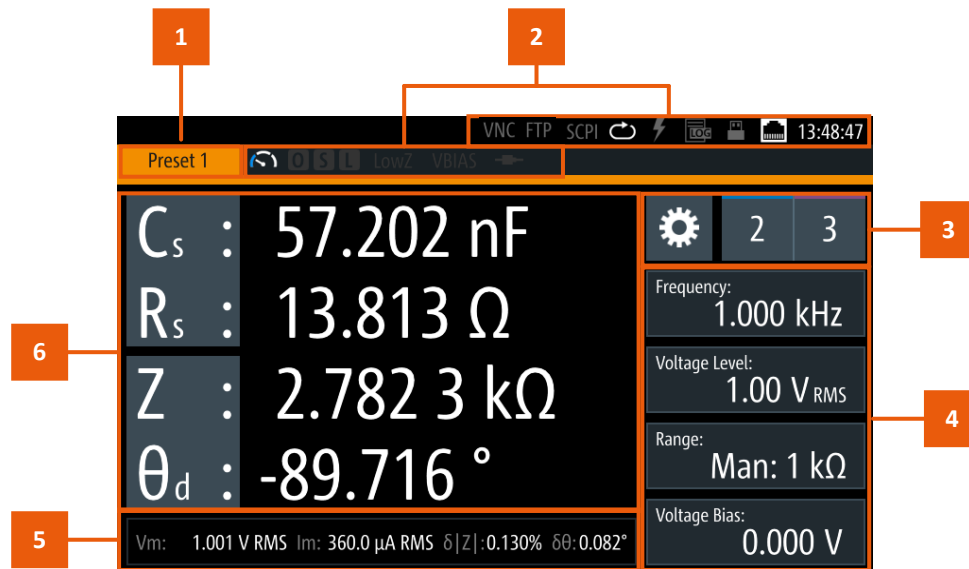 1
2
VNC FTP SCPI LOG 13:48:47
Preset 1 O S L LowZ VBIAS
Cs : 57.202 nF
2 3
3
Rs : 13.813 Ω
Frequency:
1.000 kHz
6
Z : 2.782 3 kΩ
Voltage Level:
1.00 V RMS
4
θd : -89.716 °
Range:
Man: 1 kΩ
5
Vm: 1.001 V RMS Im: 360.0 µA RMS δ|Z|:0.130% δθ:0.082°
Voltage Bias:
0.000 V